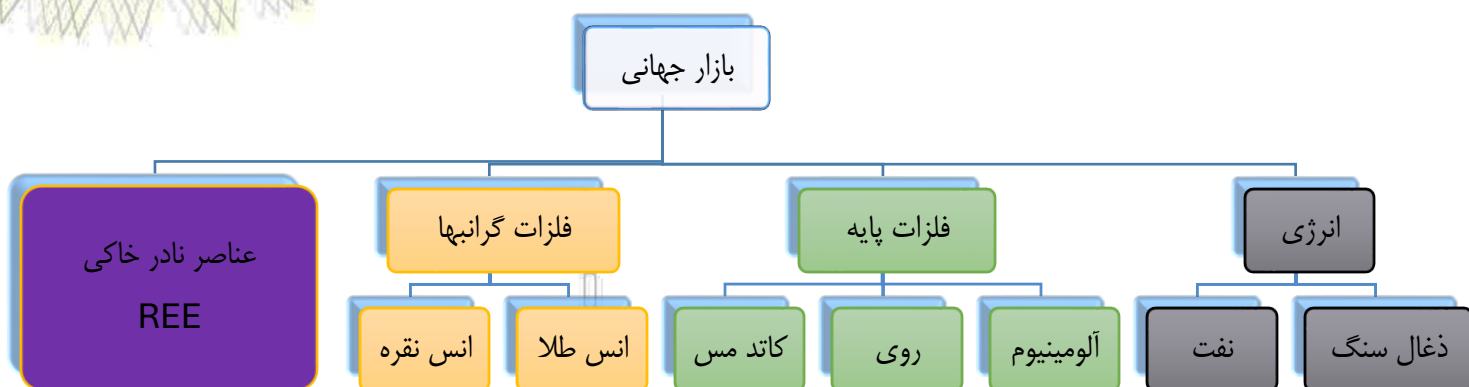 بازار جهانی
انرژی
فلزات پایه
فلزات گرانبها
عناصر نادر خاکی
REE
ذغال سنگ
نفت
آلومینیوم
روی
کاتد مس
انس طلا
انس نقره